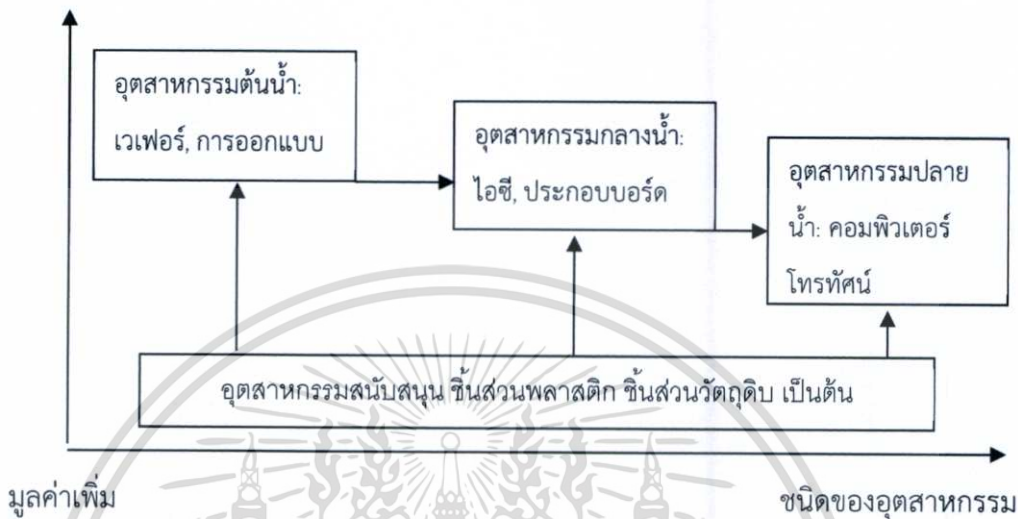 อุตสาหกรรมต้นน้ำ:
เวเฟอร์, การออกแบบ
อุตสาหกรรมกลางน้ำ:
ไอซี, ประกอบบอร์ด
อุตสาหกรรมปลาย
น้ำ: คอมพิวเตอร์
โทรทัศน์
อุตสาหกรรมสนับสนุน ชิ้นส่วนพลาสติก ชิ้นส่วนวัตถุดิบ เป็นต้น
มูลค่าเพิ่ม
ชนิดของอุตสาหกรรม